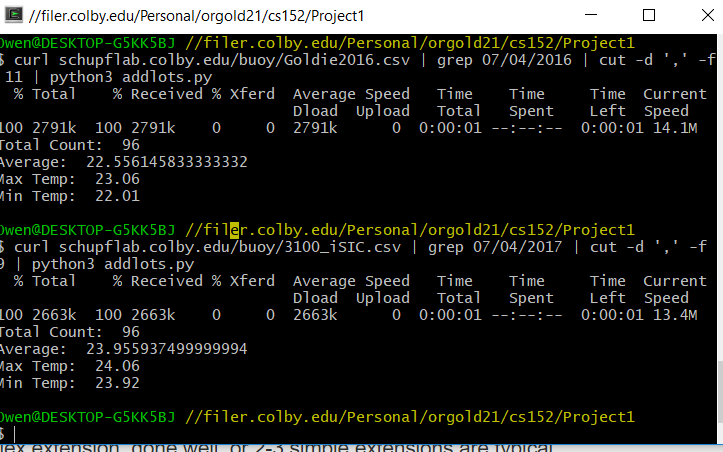 //filer.colby.edu/Personal/orgold21/cs152/Project1
Owen@DESKTOP-G5KK5BJ //filer.colby.edu/Personal/orgold21/cs152/Project1
$ curl schupflab.colby.edu/buoy/Goldie2016.csv | grep 07/04/2016 | cut -d ',' -f
11 | python3 addlots.py
% Total % Received % Xferd Average Speed Time Time Time Current
Dload Upload Total Spent Left Speed
100 2791k 100 2791k 0 0 2791k 0 0:00:01 --:--:-- 0:00:01 14.1M
Total Count: 96
Average: 22.556145833333332
Max Temp: 23.06
Min Temp: 22.01
Owen@DESKTOP-G5KK5BJ //filer.colby.edu/Personal/orgold21/cs152/Project1
$ curl schupflab.colby.edu/buoy/3100_iSIC.csv | grep 07/04/2017 | cut -d ',' -f
9 | python3 addlots.py
% Total % Received % Xferd Average Speed Time Time Time Current
Dload Upload Total Spent Left Speed
100 2663k 100 2663k 0 0 2663k 0 0:00:01 --:--:-- 0:00:01 13.4M
Total Count: 96
Average: 23.955937499999994
Max Temp: 24.06
Min Temp: 23.92
Owen@DESKTOP-G5KK5BJ //filer.colby.edu/Personal/orgold21/cs152/Project1
$
extension, done well, or 2-3 simple extensions are typical